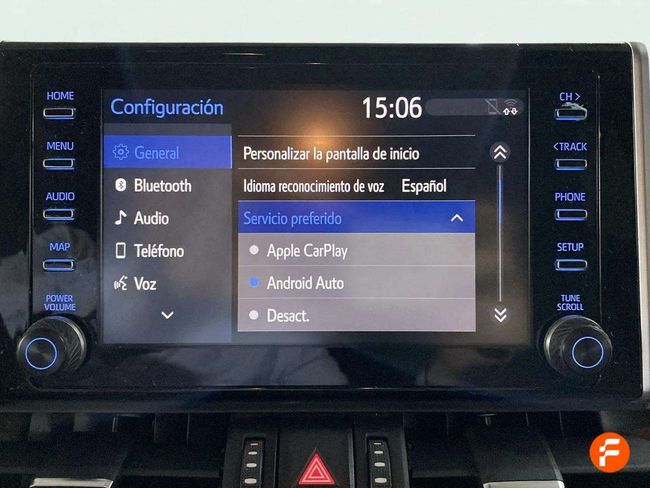 HOME
MENU
AUDIO
MAP
POWER
VOLUME
Configuración
15:06
General
Bluetooth
Audio
Teléfono
Voz
Personalizar la pantalla de inicio
Idioma reconocimiento de voz Español
Servicio preferido
Apple CarPlay
Android Auto
Desact.
CH >
< TRACK
PHONE
SETUP
TUNE
SCROLL